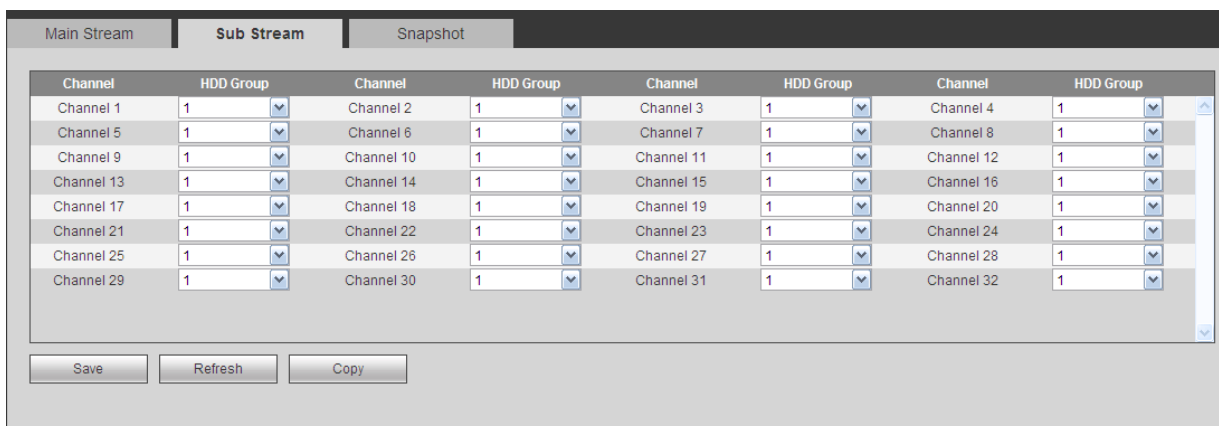 Main Stream Sub Stream Snapshot
Channel HDD Group Channel HDD Group Channel HDD Group Channel HDD Group
Channel 1 1 Channel 2 1 Channel 3 1 Channel 4 1
Channel 5 1 Channel 6 1 Channel 7 1 Channel 8 1
Channel 9 1 Channel 10 1 Channel 11 1 Channel 12 1
Channel 13 1 Channel 14 1 Channel 15 1 Channel 16 1
Channel 17 1 Channel 18 1 Channel 19 1 Channel 20 1
Channel 21 1 Channel 22 1 Channel 23 1 Channel 24 1
Channel 25 1 Channel 26 1 Channel 27 1 Channel 28 1
Channel 29 1 Channel 30 1 Channel 31 1 Channel 32 1
Save Refresh Copy